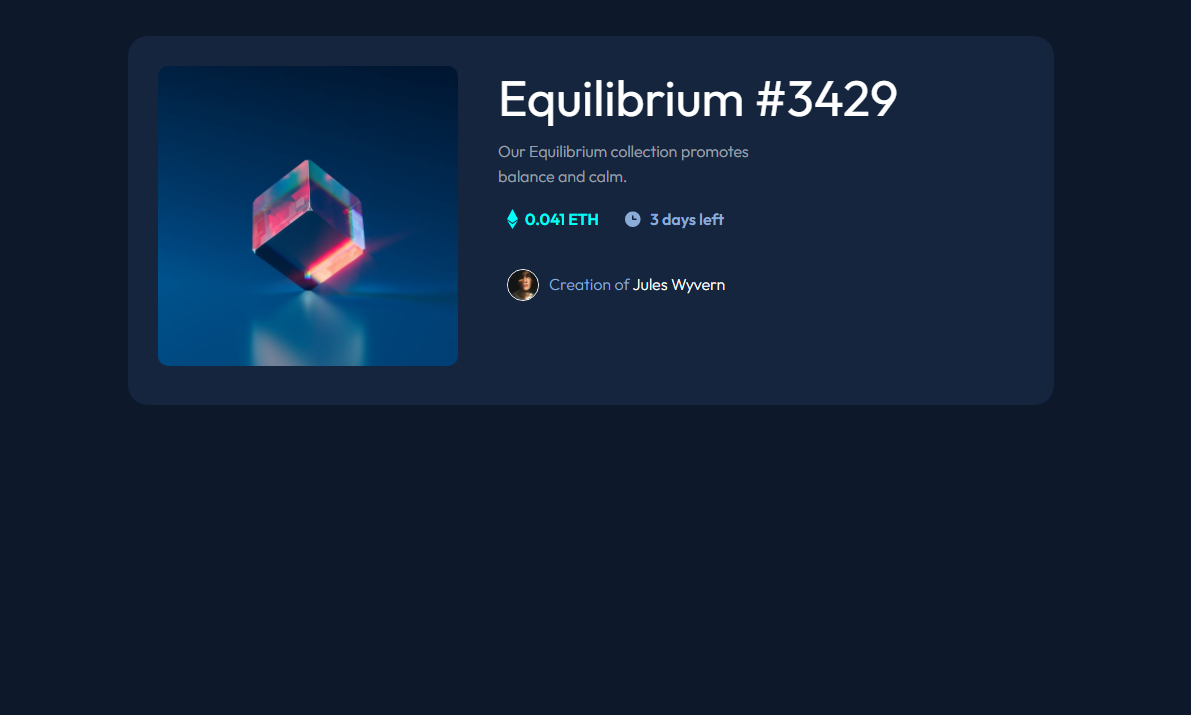 Equilibrium #3429
Our Equilibrium collection promotes
balance and calm.
0.041 ETH 3 days left
Creation of Jules Wyvern